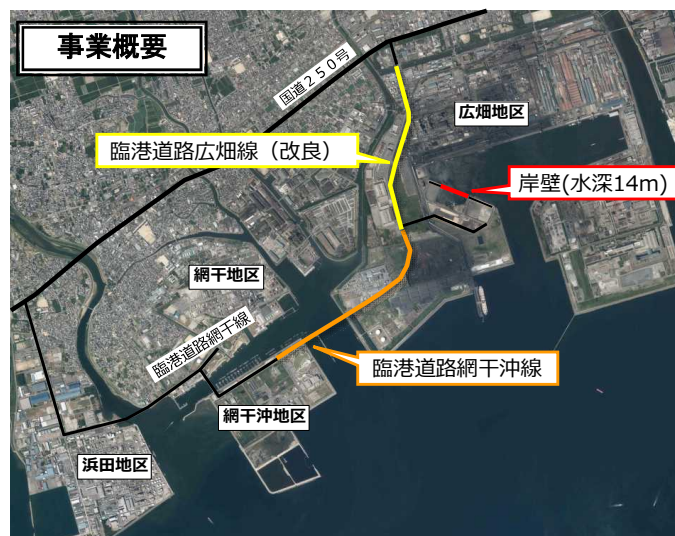 事業概要
国道２５０号
広畑地区
臨港道路広畑線（改良）
岸壁(水深14m)
網干地区
臨港道路網干線
臨港道路網干沖線
網干沖地区
浜田地区